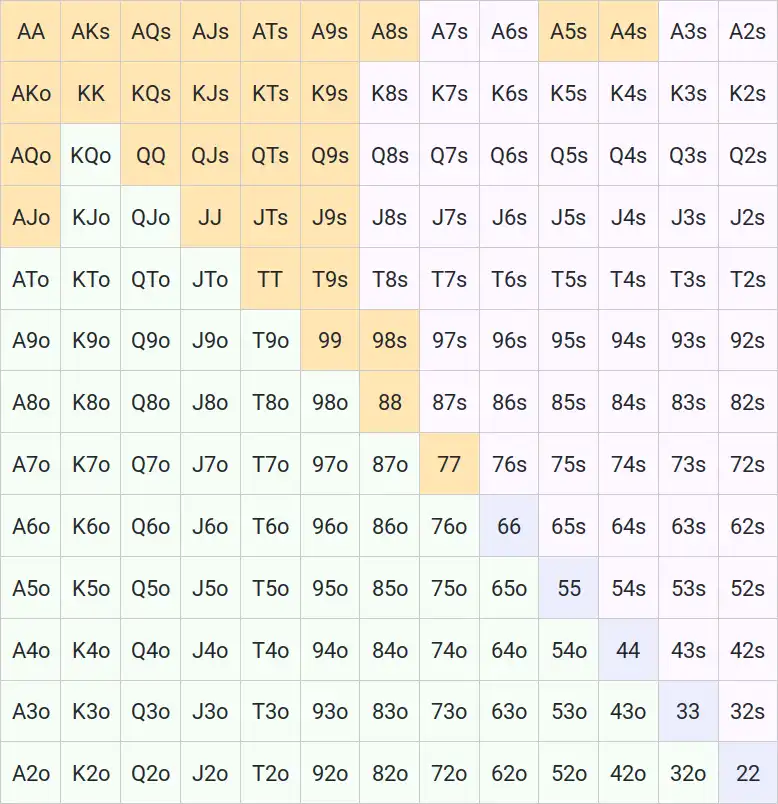 AA AKs AQs AJs ATs A9s A8s A7s A6s A5s A4s A3s A2s
AKo KK KQs KJs KTs K9s K8s K7s K6s K5s K4s K3s K2s
AQo KQo QQ QJs QTs Q9s Q8s Q7s Q6s Q5s Q4s Q3s Q2s
AJo KJo QJo JJ JTs J9s J8s J7s J6s J5s J4s J3s J2s
ATo KTo QTo JTo TT T9s T8s T7s T6s T5s T4s T3s T2s
A9o K9o Q9o J9o T9o 99 98s 97s 96s 95s 94s 93s 92s
A8o K8o Q8o J8o T8o 98o 88 87s 86s 85s 84s 83s 82s
A7o K7o Q7o J7o T7o 97o 87o 77 76s 75s 74s 73s 72s
A6o K6o Q6o J6o T6o 96o 86o 76o 66 65s 64s 63s 62s
A5o K5o Q5o J5o T5o 95o 85o 75o 65o 55 54s 53s 52s
A4o K4o Q4o J4o T4o 94o 84o 74o 64o 54o 44 43s 42s
A3o K3o Q3o J3o T3o 93o 83o 73o 63o 53o 43o 33 32s
A2o K2o Q2o J2o T2o 92o 82o 72o 62o 52o 42o 32o 22